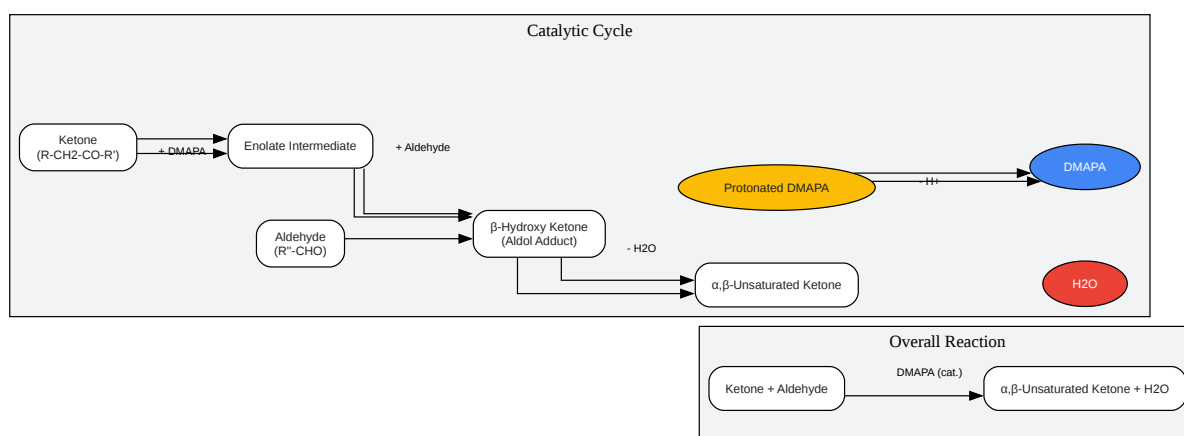 Catalytic Cycle
Ketone
(R-CH2-CO-R')
+ DMAPA
Enolate Intermediate
+ Aldehyde
Protonated DMAPA
- H+
DMAPA
Aldehyde
(R''-CHO)
β-Hydroxy Ketone
(Aldol Adduct)
- H2O
α,β-Unsaturated Ketone
H2O
Overall Reaction
Ketone + Aldehyde
DMAPA (cat.)
α,β-Unsaturated Ketone + H2O